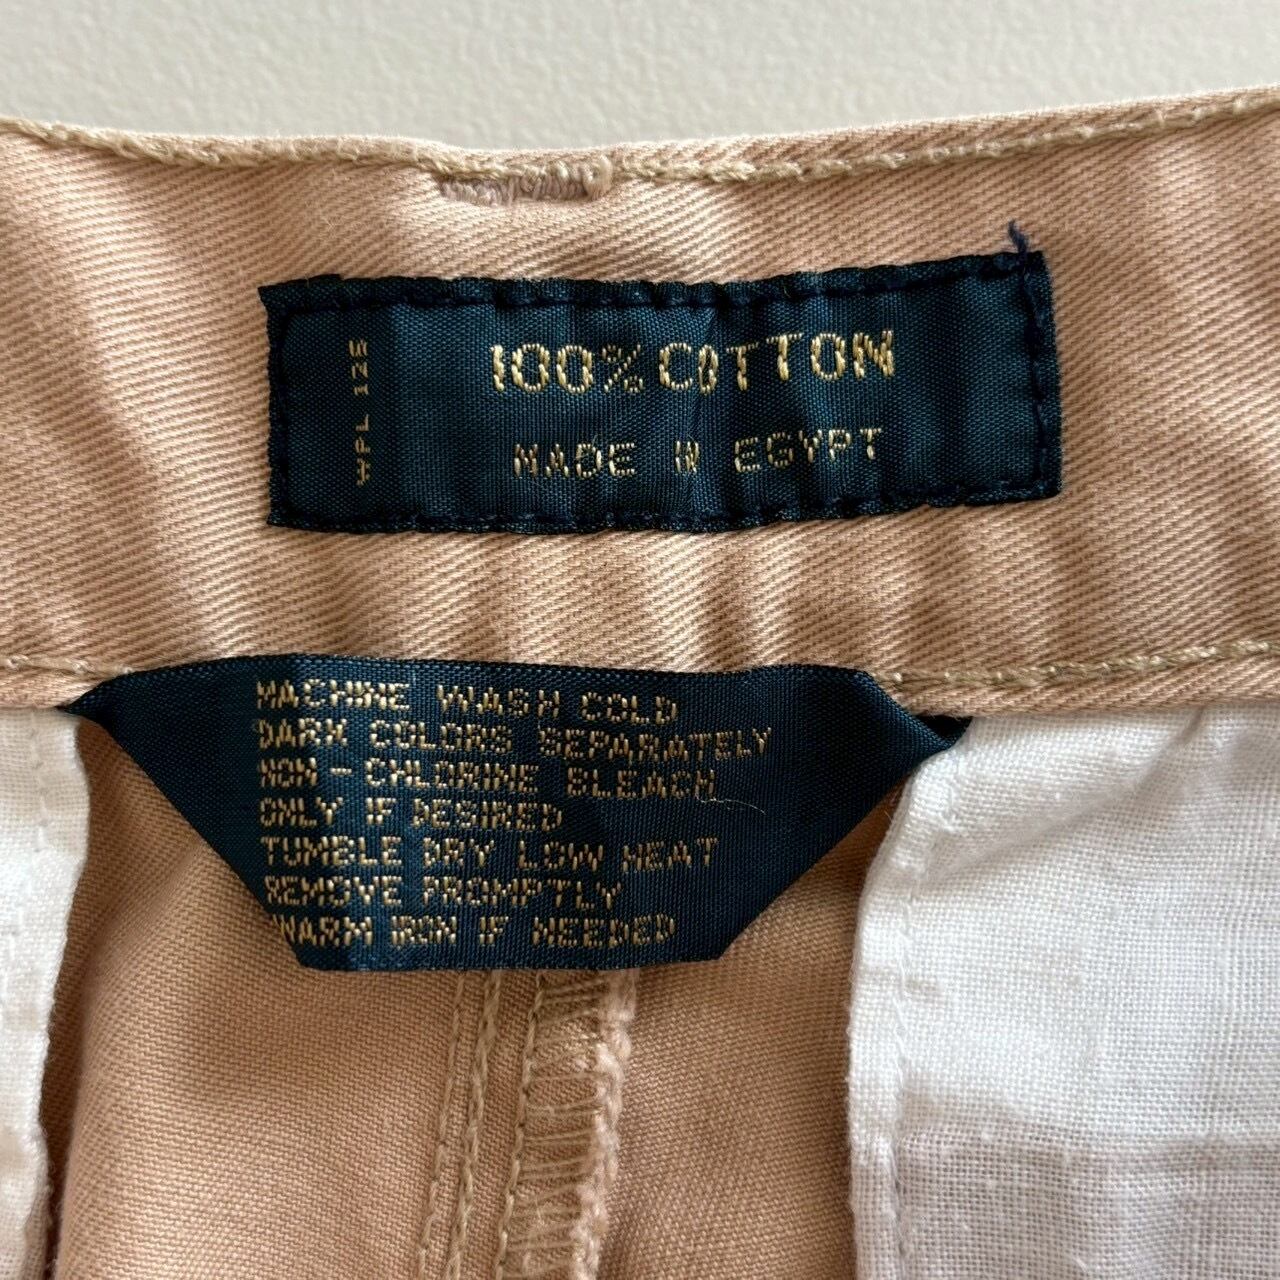 WPL 125
100% COTTON
MADE IN EGYPT
MACHINE WASH COLD
DARK COLORS SEPARATELY
NON-CHLORINE BLEACH
ONLY IF DESIRED
TUMBLE DRY LOW HEAT
REMOVE PROMPTLY
WARM IRON IF NEEDED